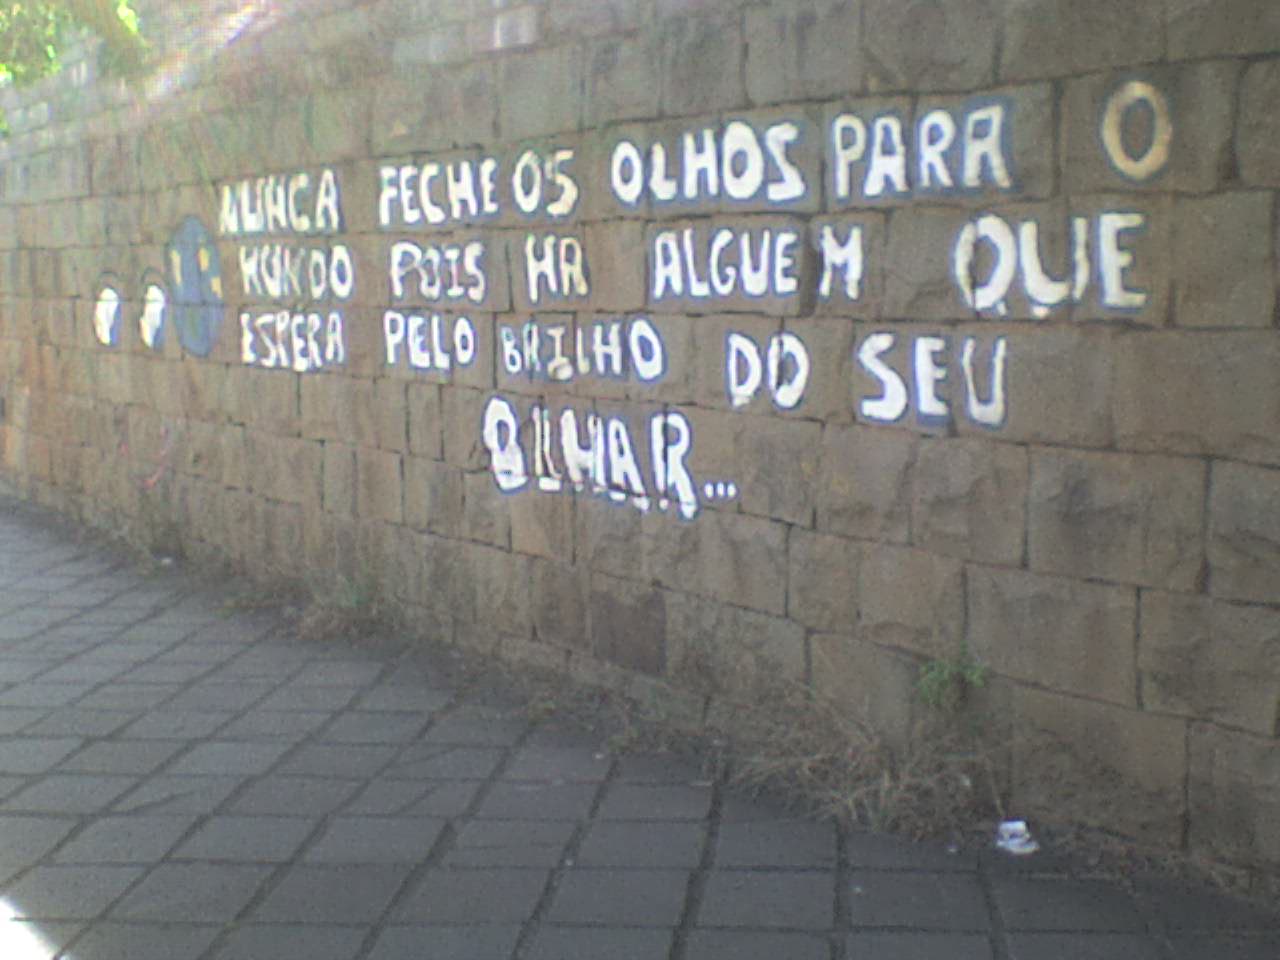 NUNCA FECHE OS OLHOS PARA O
MUNDO POIS HA ALGUEM QUE
ESPERA PELO BRILHO DO SEU
OLHAR...